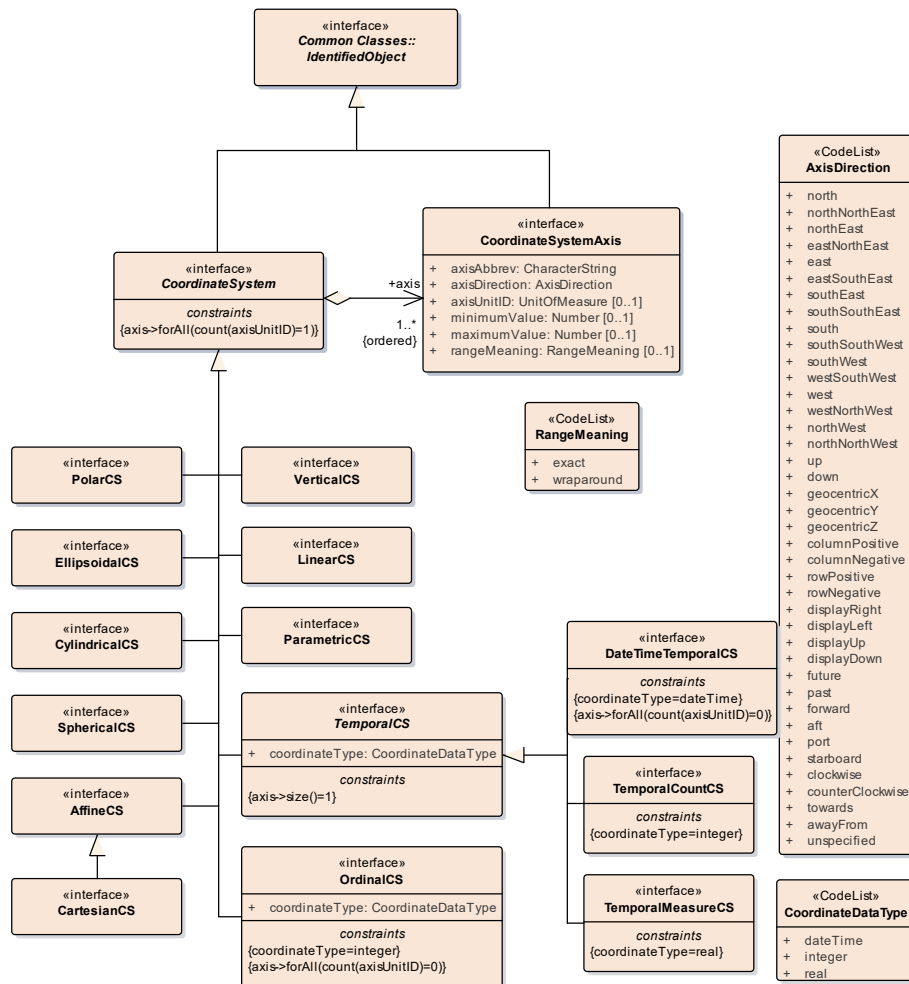 «interface»
Common Classes::
IdentifiedObject
«interface»
CoordinateSystem
constraints
{axis->forAll(count(axisUnitID)=1)}
+axis
1..*
{ordered}
«interface»
CoordinateSystemAxis
+ axisAbbrev: CharacterString
+ axisDirection: AxisDirection
+ axisUnitID: UnitOfMeasure [0..1]
+ minimumValue: Number [0..1]
+ maximumValue: Number [0..1]
+ rangeMeaning: RangeMeaning [0..1]
«CodeList»
RangeMeaning
+ exact
+ wraparound
«CodeList»
AxisDirection
+ north
+ northNorthEast
+ northEast
+ eastNorthEast
+ east
+ eastSouthEast
+ southEast
+ southSouthEast
+ south
+ southSouthWest
+ southWest
+ westSouthWest
+ west
+ westNorthWest
+ northWest
+ northNorthWest
+ up
+ down
+ geocentricX
+ geocentricY
+ geocentricZ
+ columnPositive
+ columnNegative
+ rowPositive
+ rowNegative
+ displayRight
+ displayLeft
+ displayUp
+ displayDown
+ future
+ past
+ forward
+ aft
+ port
+ starboard
+ clockwise
+ counterClockwise
+ towards
+ awayFrom
+ unspecified
«interface»
PolarCS
«interface»
VerticalCS
«interface»
EllipsoidalCS
«interface»
LinearCS
«interface»
CylindricalCS
«interface»
ParametricCS
«interface»
SphericalCS
«interface»
TemporalCS
+ coordinateType: CoordinateDataType
constraints
{axis->size()=1}
«interface»
AffineCS
«interface»
CartesianCS
«interface»
OrdinalCS
+ coordinateType: CoordinateDataType
constraints
{coordinateType=integer}
{axis->forAll(count(axisUnitID)=0)}
«interface»
DateTimeTemporalCS
constraints
{coordinateType=dateTime}
{axis->forAll(count(axisUnitID)=0)}
«interface»
TemporalCountCS
constraints
{coordinateType=integer}
«interface»
TemporalMeasureCS
constraints
{coordinateType=real}
«CodeList»
CoordinateDataType
+ dateTime
+ integer
+ real